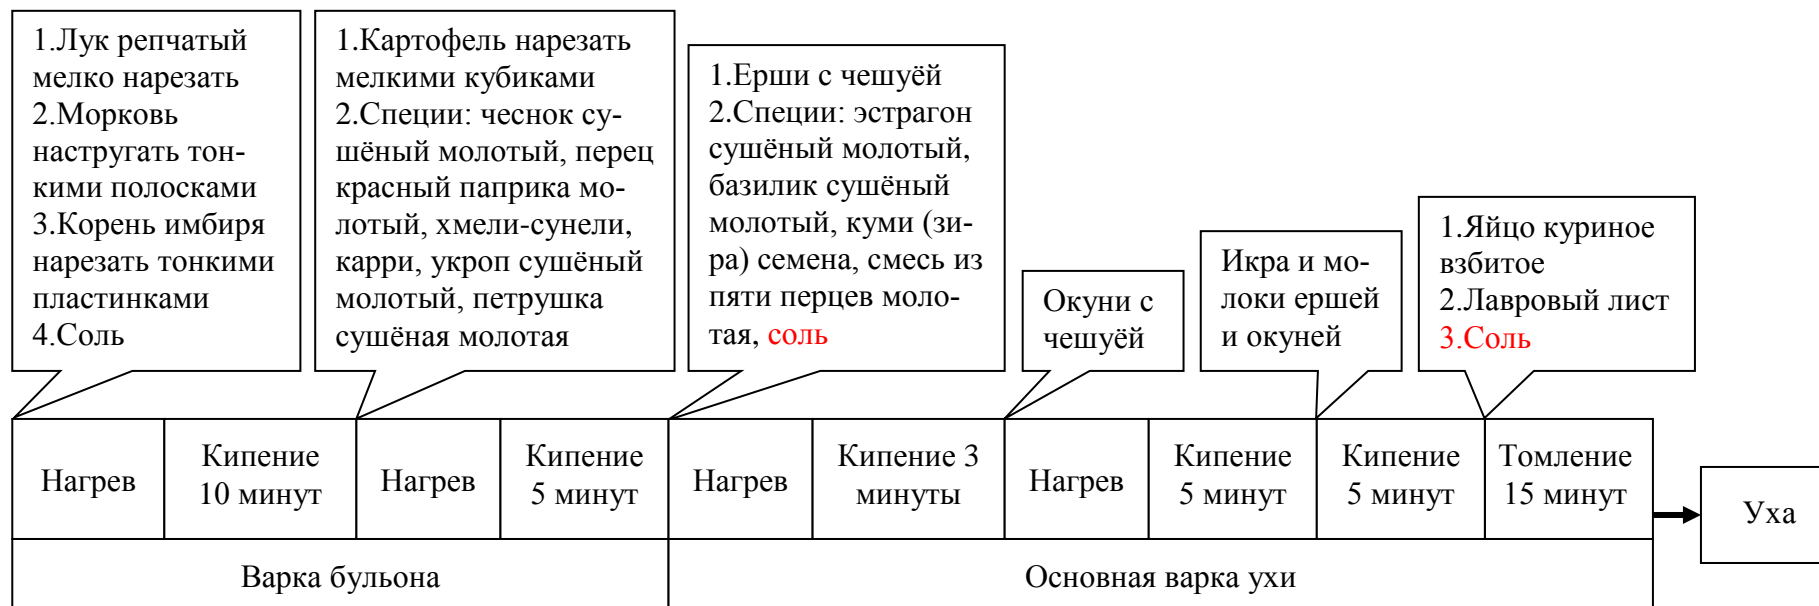 1.Лук репчатый
мелко нарезать
2.Морковь
настругать тон-
кими полосками
3.Корень имбиря
нарезать тонкими
пластинками
4.Соль
1.Картофель нарезать
мелкими кубиками
2.Специи: чеснок су-
шёный молотый, перец
красный паприка мо-
лотый, хмели-сунели,
карри, укроп сушёный
молотый, петрушка
сушёная молотая
1.Ерши с чешуёй
2.Специи: эстрагон
сушёный молотый,
базилик сушёный
молотый, куми (зи-
ра) семена, смесь из
пяти перцев моло-
тая, соль
Окуни с
чешуёй
Икра и мо-
локи ершей
и окуней
1.Яйцо куриное
взбитое
2.Лавровый лист
3.Соль
Нагрев
Кипение
10 минут
Нагрев
Кипение
5 минут
Нагрев
Кипение 3
минуты
Нагрев
Кипение
5 минут
Кипение
5 минут
Томление
15 минут
Уха
Варка бульона
Основная варка ухи